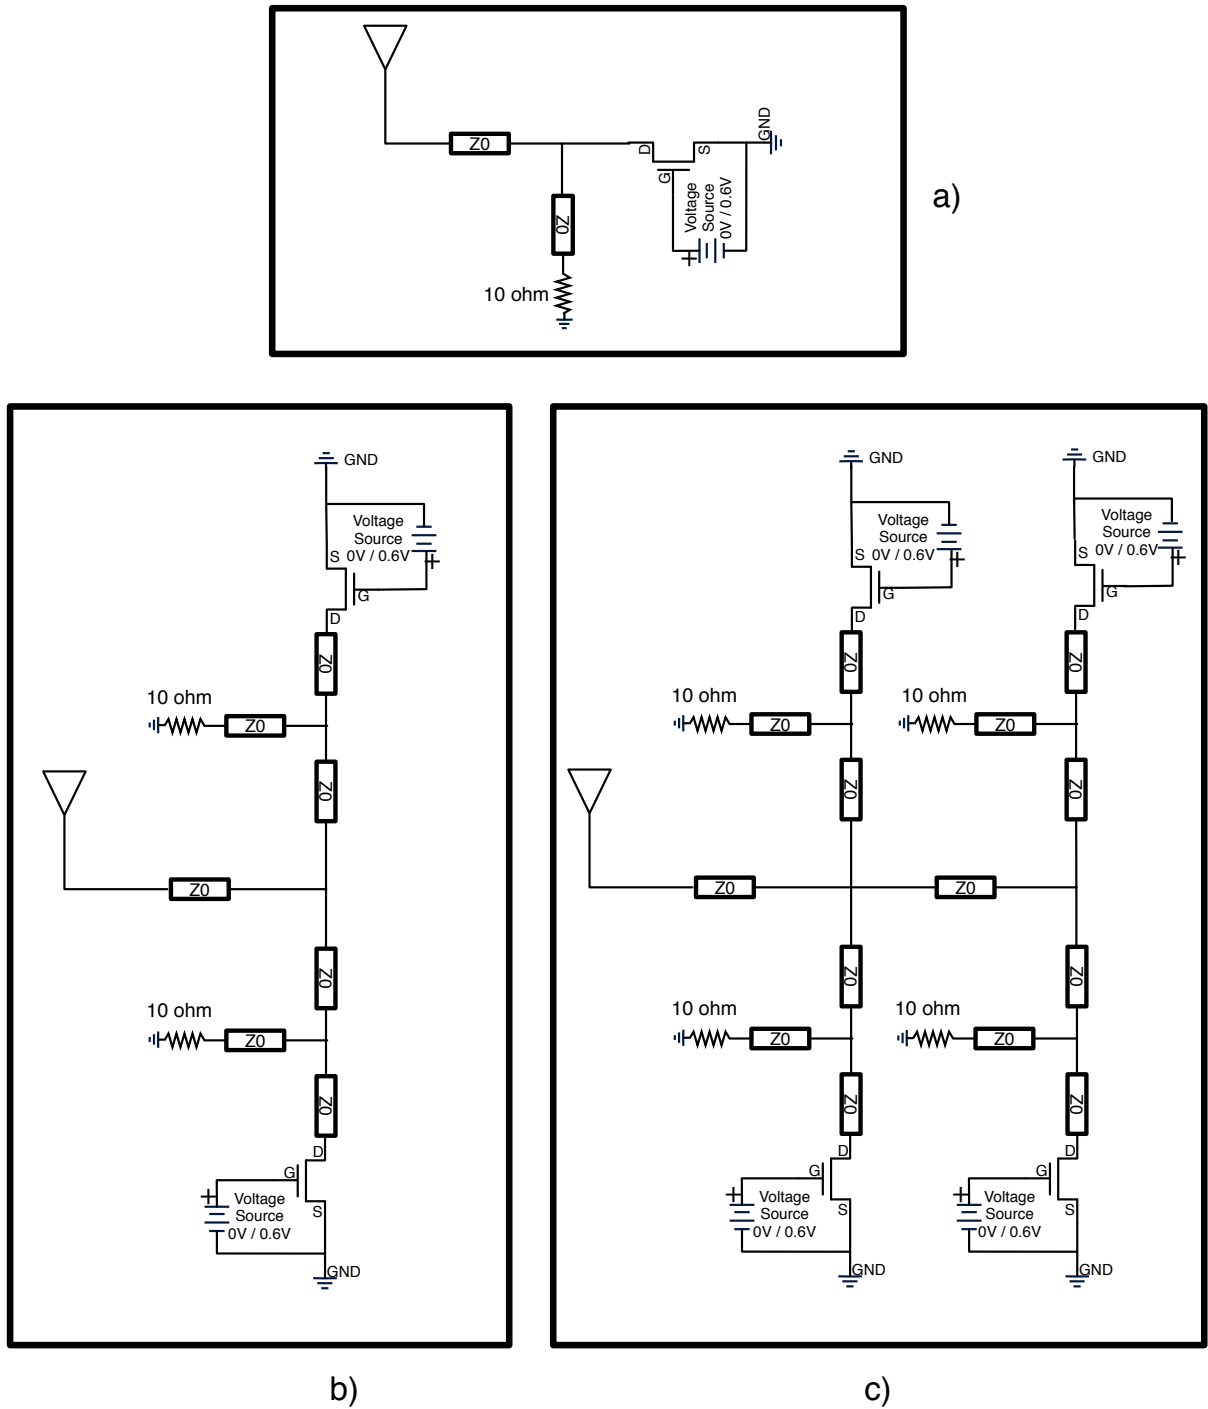 Z0
D
S
GND
G
Voltage
Source
0V / 0.6V
+
Z0
10 ohm
a)
GND
Voltage
Source
0V / 0.6V
S
+
G
D
Z0
10 ohm
Z0
Z0
Z0
Z0
10 ohm
Z0
Z0
D
G
+
Voltage
Source
0V / 0.6V
S
GND
b)
GND
GND
Voltage
Source
0V / 0.6V
S
+
G
D
Voltage
Source
0V / 0.6V
S
+
G
D
Z0
Z0
10 ohm
Z0
10 ohm
Z0
Z0
Z0
Z0
Z0
Z0
Z0
10 ohm
Z0
10 ohm
Z0
Z0
Z0
D
G
+
Voltage
Source
0V / 0.6V
S
GND
D
G
+
Voltage
Source
0V / 0.6V
S
GND
c)